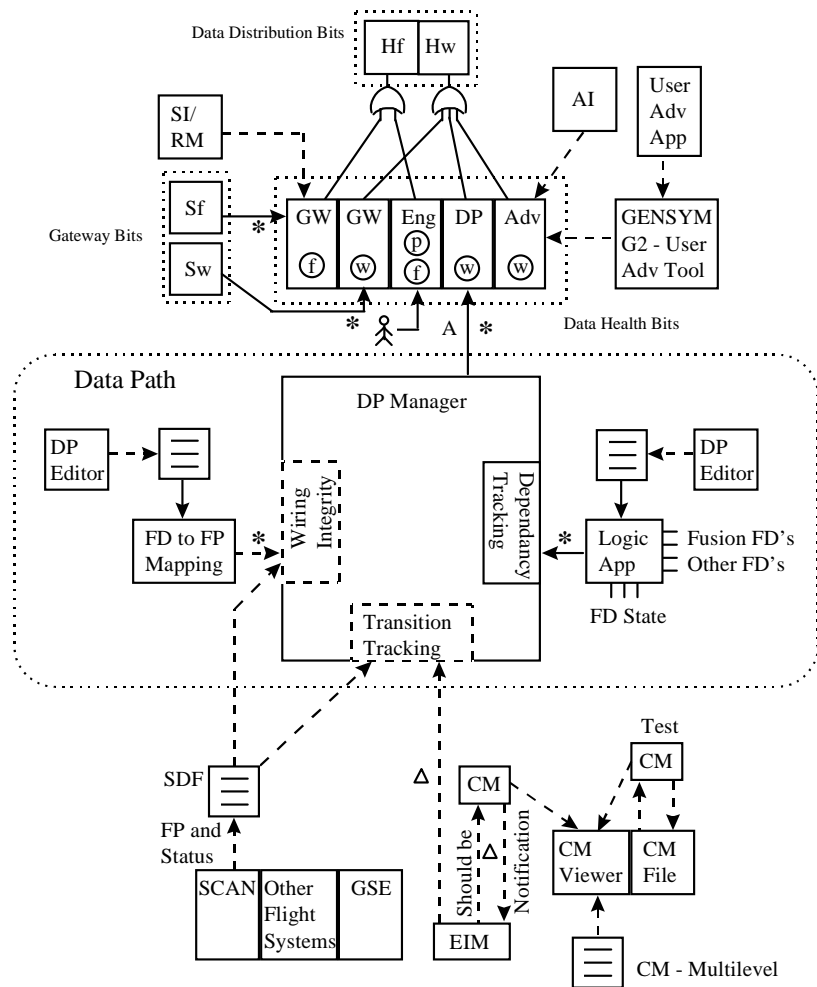 Data Distribution Bits
Hf
Hw
SI/
RM
AI
User
Adv
App
Gateway Bits
Sf
Sw
*
GW
f
GW
w
Eng
p
f
DP
w
Adv
w
GENSYM
G2 - User
Adv Tool
*
A
*
Data Health Bits
Data Path
DP Manager
DP
Editor
DP
Editor
FD to FP
Mapping
*
Wiring
Integrity
Dependancy
Tracking
*
Logic
App
Fusion FD's
Other FD's
FD State
Transition
Tracking
SDF
FP and
Status
SCAN
Other
Flight
Systems
GSE
Δ
CM
Should be
Δ
Notification
EIM
Test
CM
CM
Viewer
CM
File
CM - Multilevel